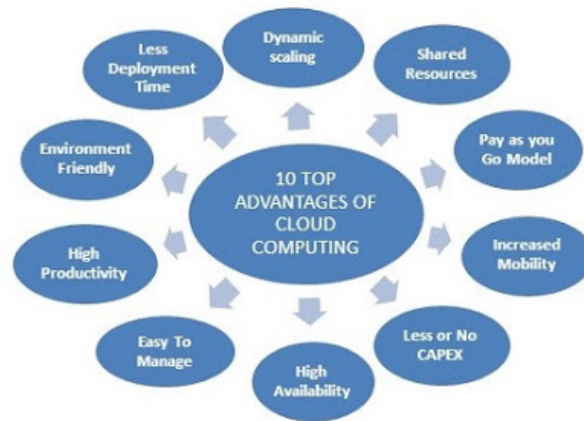 Dynamic
scaling
Shared
Resources
Pay as you
Go Model
Increased
Mobility
Less or No
CAPEX
High
Availability
Easy To
Manage
High
Productivity
Environment
Friendly
Less
Deployment
Time
10 TOP
ADVANTAGES OF
CLOUD
COMPUTING